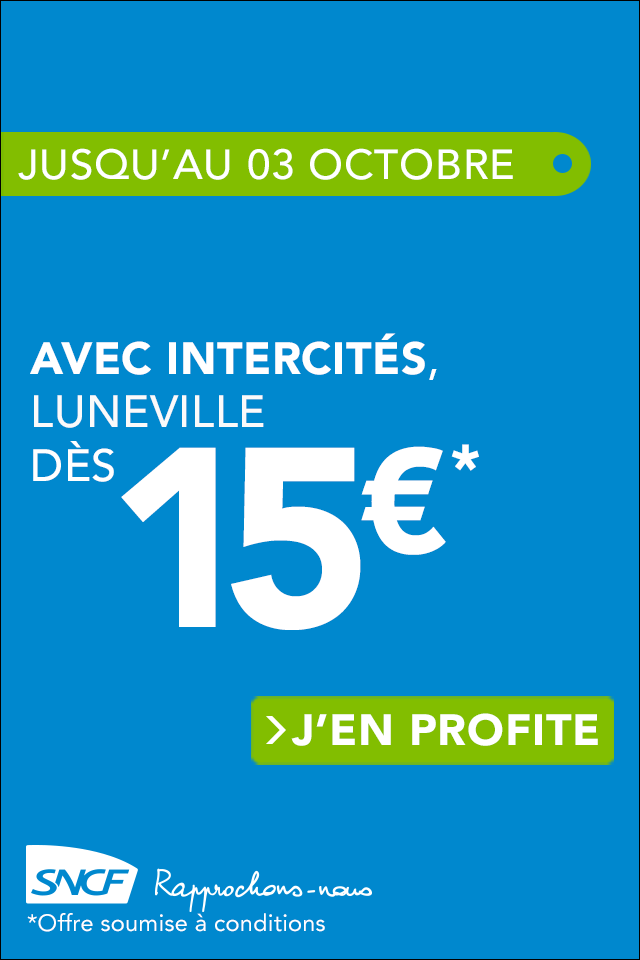 JUSQU'AU 03 OCTOBRE
AVEC INTERCITÉS,
LUNEVILLE
DÈS 15€*
>J'EN PROFITE
SNCF Rapprochons-nous
*Offre soumise à conditions